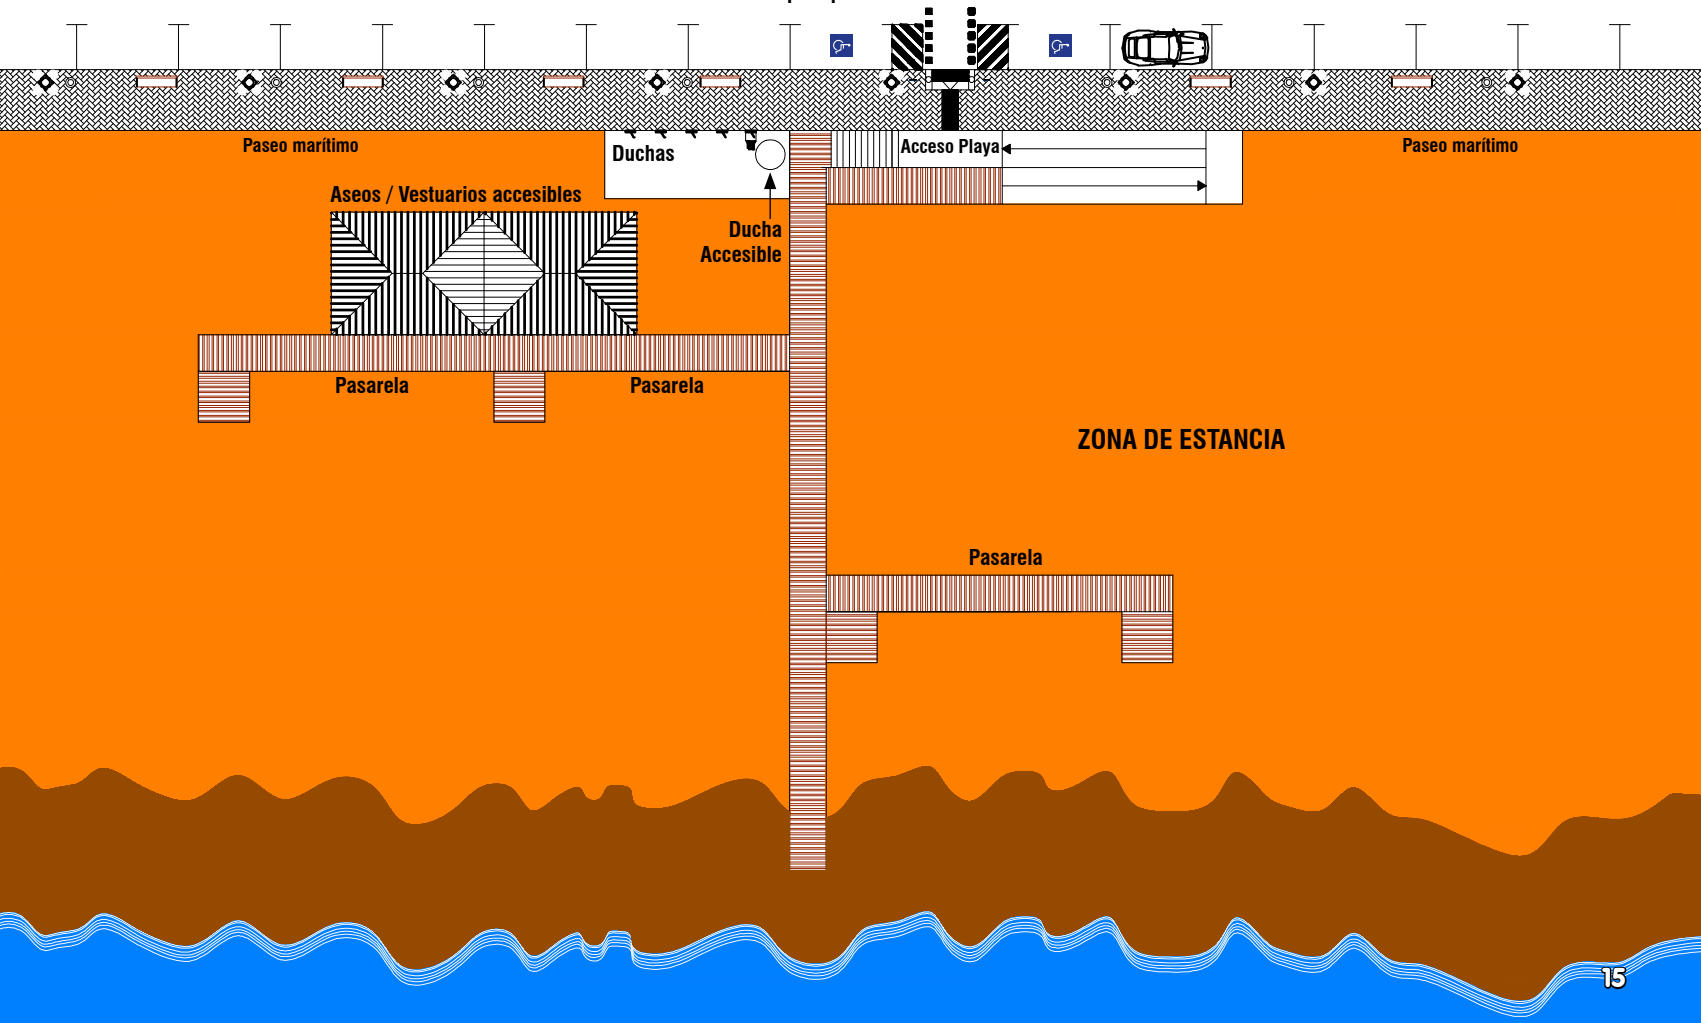 Paseo marítimo
Duchas
Acceso Playa
Paseo marítimo
Aseos / Vestuarios accesibles
Ducha
Accesible
Pasarela
Pasarela
ZONA DE ESTANCIA
Pasarela
15